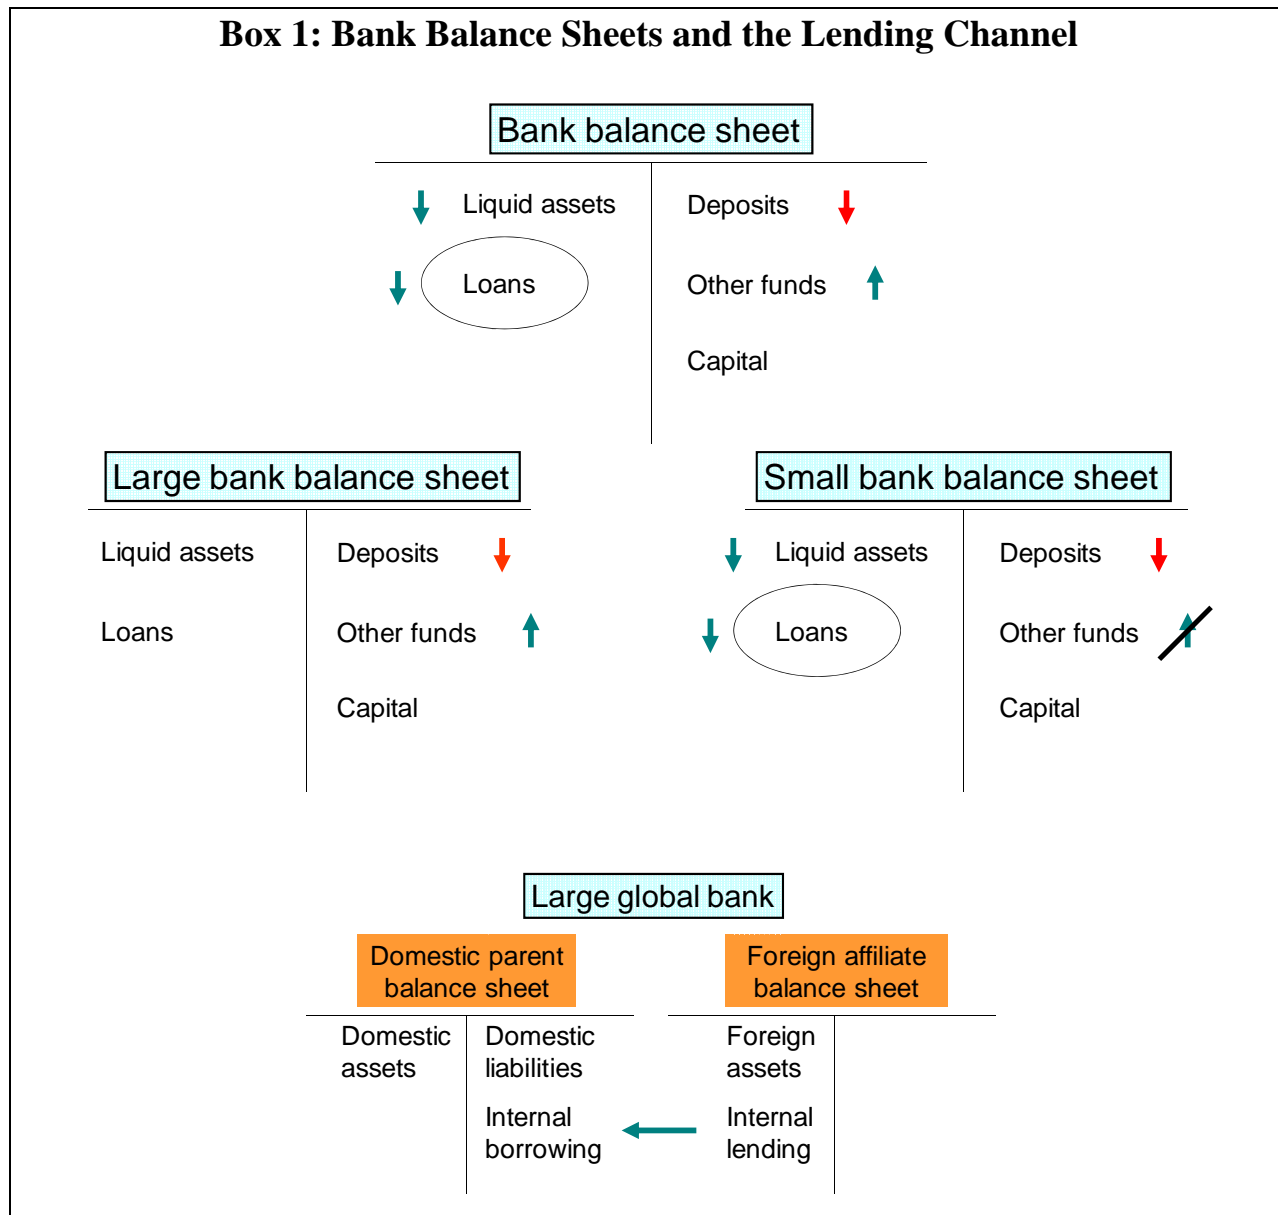 Box 1: Bank Balance Sheets and the Lending Channel
Bank balance sheet
Liquid assets
Deposits
Loans
Other funds
Capital
Large bank balance sheet
Liquid assets
Deposits
Loans
Other funds
Capital
Small bank balance sheet
Liquid assets
Deposits
Loans
Other funds
Capital
Large global bank
Domestic parent
balance sheet
Domestic
assets
Domestic
liabilities
Internal
borrowing
Foreign affiliate
balance sheet
Foreign
assets
Internal
lending